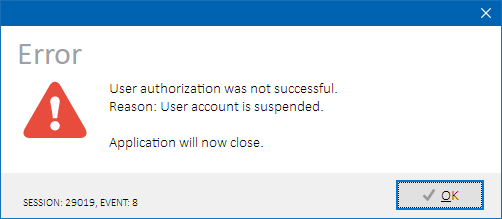 Error
User authorization was not successful.
Reason: User account is suspended.
Application will now close.
SESSION: 29019, EVENT: 8
OK